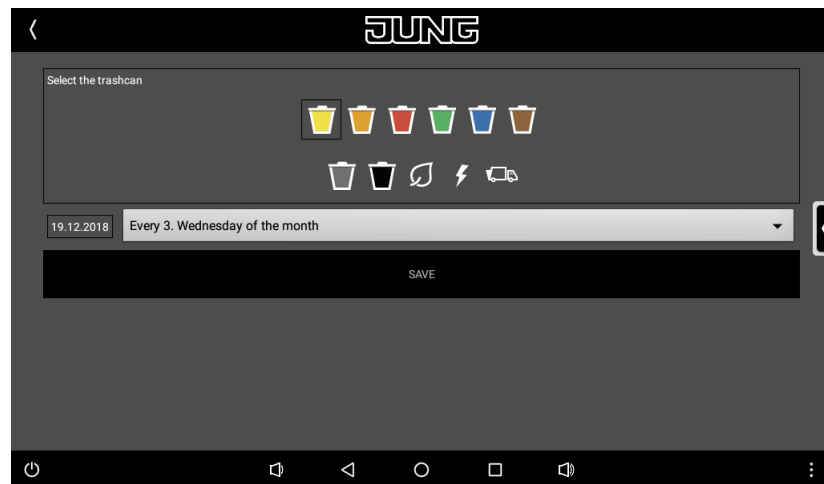 JUNG
Select the trashcan
19.12.2018
Every 3. Wednesday of the month
SAVE